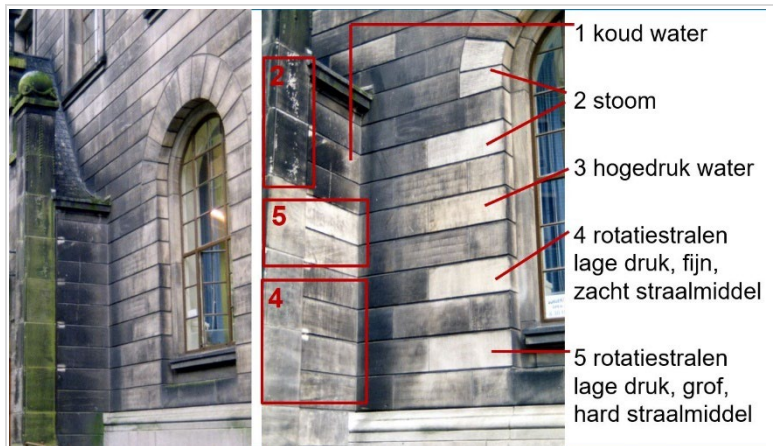 1 koud water
2 stoom
3 hogedruk water
4 rotatiestralen
lage druk, fijn,
zacht straalmiddel
5 rotatiestralen
lage druk, grof,
hard straalmiddel
2
5
4